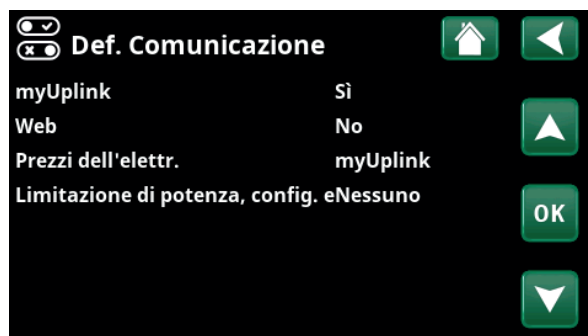 Def. Comunicazione
myUplink Sì
Web No
Prezzi dell'elettr. myUplink
Limitazione di potenza, config. eNessuno
OK